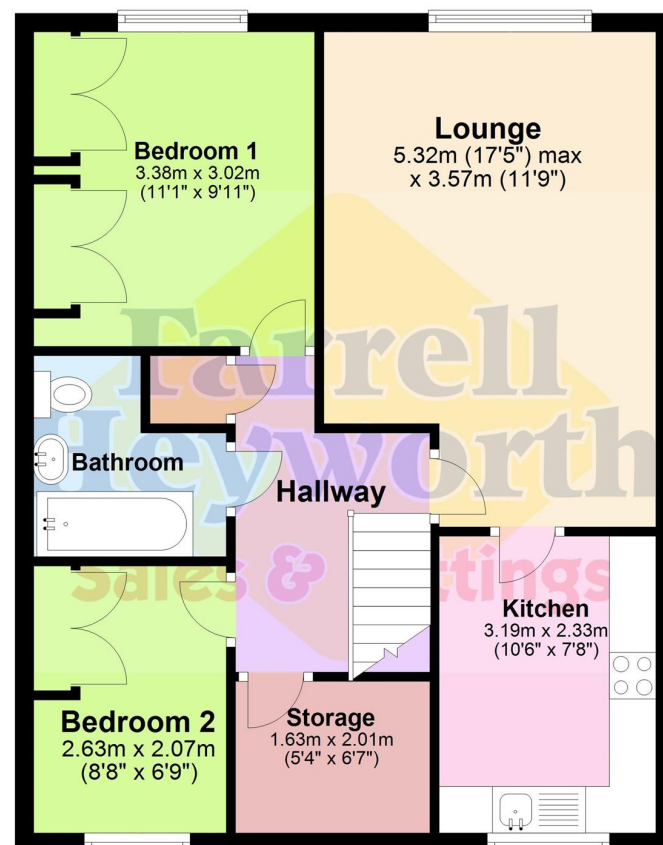 Bedroom 1
3.38m x 3.02m
(11'1" x 9'11")
Lounge
5.32m (17'5") max
x 3.57m (11'9")
Farrell
Heyworth
Sales & ttings
Bathroom
Hallway
Kitchen
3.19m x 2.33m
(10'6" x 7'8")
Bedroom 2
2.63m x 2.07m
(8'8" x 6'9")
Storage
1.63m x 2.01m
(5'4" x 6'7")